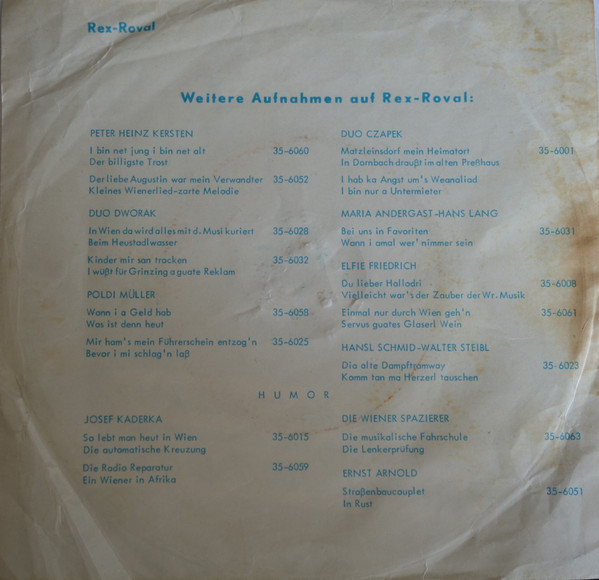 Rex-Roval
Weitere Aufnahmen auf Rex-Roval:
PETER HEINZ KERSTEN
I bin net jung i bin net alt 35-6060
Der billigste Trost
Der liebe Augustin war mein Verwandter 35-6052
Kleines Wienerlied-zarte Melodie
DUO DWORAK
In Wien da wird alles mit d. Musi kuriert 35-6028
Beim Heustadlwasser
Kinder mir san trocken 35-6032
I wüßt für Grinzing a guate Reklam
POLDI MÜLLER
Wann i a Geld hab 35-6058
Was ist denn heut
Mir ham's mein Führerschein entzog'n 35-6025
Bevor i mi schlag'n laß
DUO CZAPEK
Matzleinsdorf mein Heimatort 35-6001
In Dornbach draußt im alten Preßhaus
I hab ka Angst um's Weanaliad
I bin nur a Untermieter
MARIA ANDERGAST-HANS LANG
Bei uns in Favoriten 35-6031
Wann i amal wer' nimmer sein
ELFIE FRIEDRICH
Du lieber Hallodri 35-6008
Vielleicht war's der Zauber der Wr. Musik
Einmal nur durch Wien geh'n 35-6061
Servus guates Glaserl Wein
HANSL SCHMID-WALTER STEIBL
Die alte Dampftramway 35-6023
Komm tan ma Herzerl tauschen
HUMOR
JOSEF KADERKA
So lebt man heut in Wien 35-6015
Die automatische Kreuzung
Die Radio Reparatur 35-6059
Ein Wiener in Afrika
DIE WIENER SPAZIERER
Die musikalische Fahrschule 35-6063
Die Lenkerprüfung
ERNST ARNOLD
Straßenbaucouplet 35-6051
In Rust